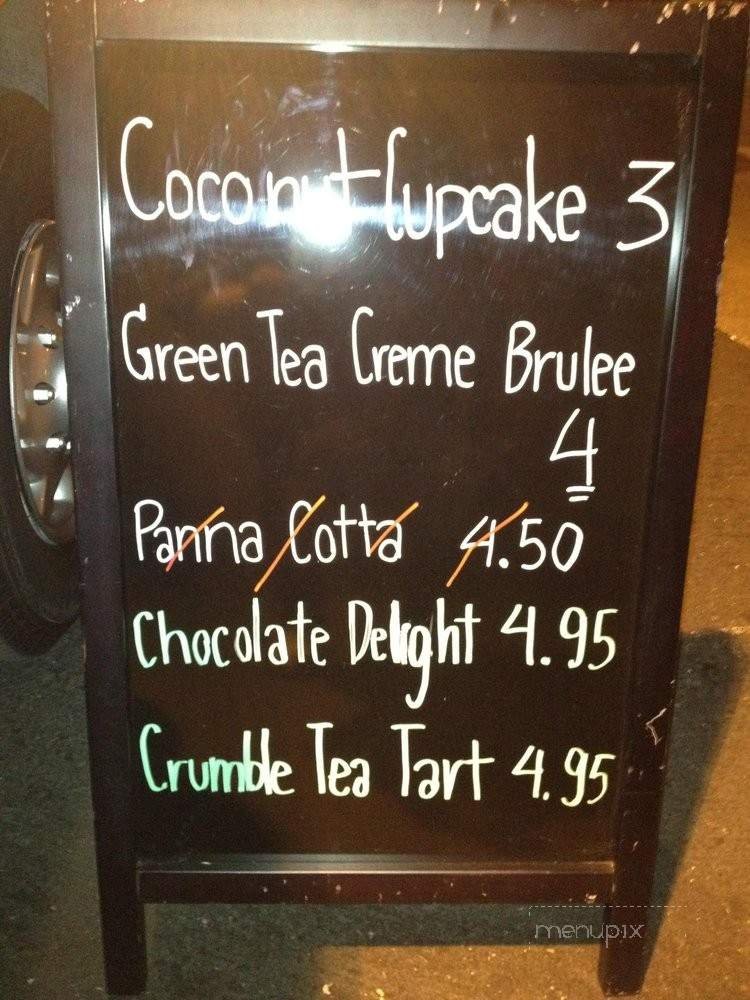 Coconut Cupcake 3
Green Tea Creme Brulee
4
Panna Cotta 4.50
Chocolate Delight 4.95
Crumble Tea Tart 4.95
menupix